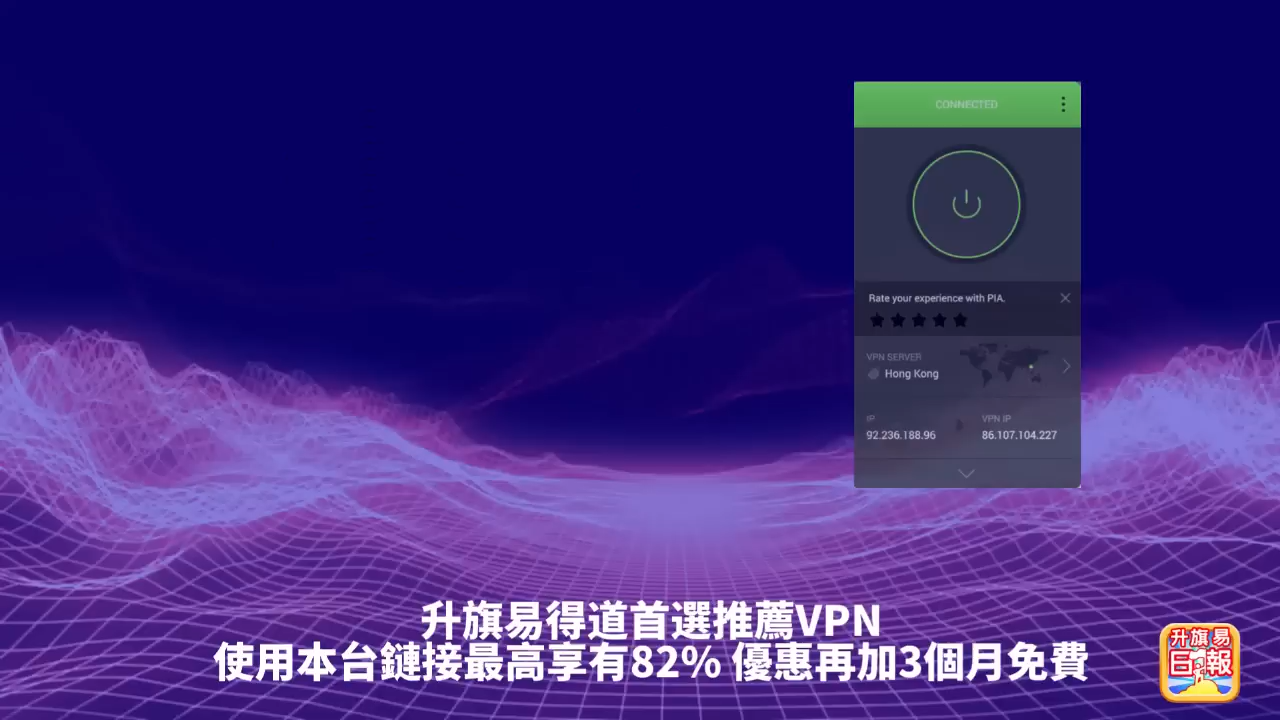 CONNECTED
Rate your experience with PIA.
VPN SERVER
Hong Kong
IP
VPN IP
92.236.188.96
86.107.104.227
升旗易得道首選推薦VPN
使用本台鏈接最高享有82% 優惠再加3個月免費
升旗易
日報